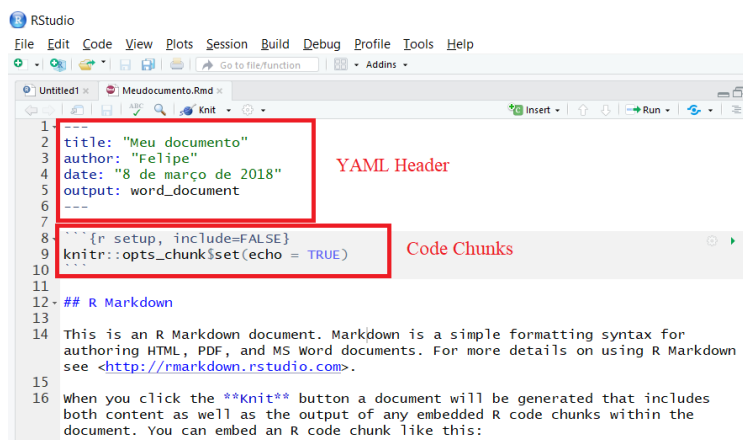 RStudio
File Edit Code View Plots Session Build Debug Profile Tools Help
Go to file/function Addins
Untitled1 × Meudocumento.Rmd ×
ABC Knit Insert Run
1 ---
2 title: "Meu documento"
3 author: "Felipe"
4 date: "8 de março de 2018"
5 output: word_document
6 ---
YAML Header
7
8 ```{r setup, include=FALSE}
9 knitr::opts_chunk$set(echo = TRUE)
10 ```
Code Chunks
11
12 ## R Markdown
13
14 This is an R Markdown document. Markdown is a simple formatting syntax for
authoring HTML, PDF, and MS Word documents. For more details on using R Markdown
see <http://rmarkdown.rstudio.com>.
15
16 When you click the **Knit** button a document will be generated that includes
both content as well as the output of any embedded R code chunks within the
document. You can embed an R code chunk like this: